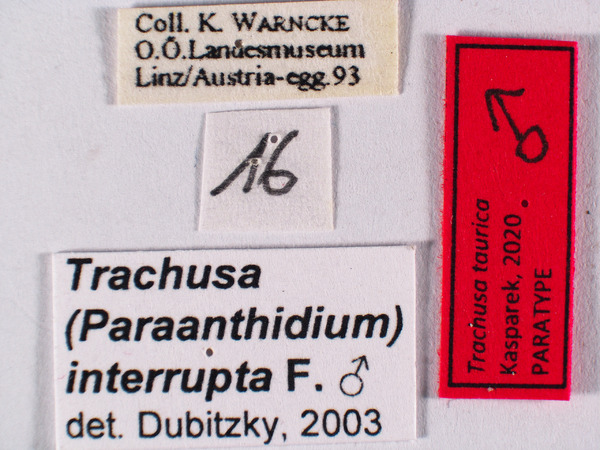 Coll. K. WARNCKE
O.Ö.Landesmuseum
Linz/Austria-egg.93
16
Trachusa
(Paraanthidium)
interrupta F. ♂
det. Dubitzky, 2003
♂
Trachusa taurica
Kasparek, 2020
PARATYPE